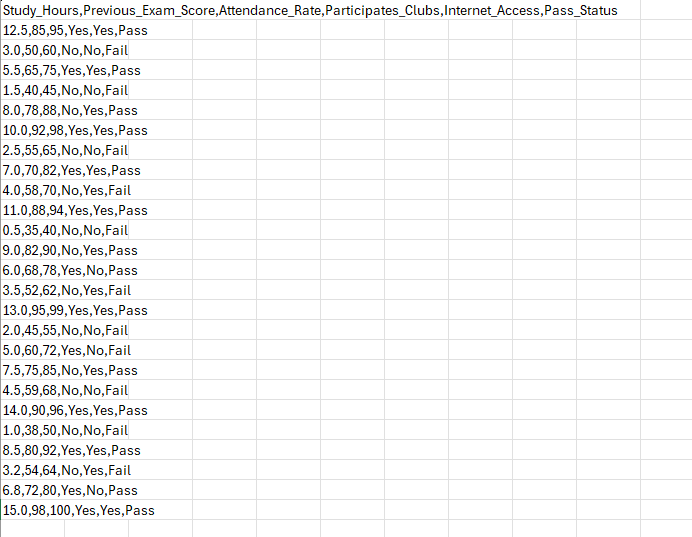 Study_Hours,Previous_Exam_Score,Attendance_Rate,Participates_Clubs,Internet_Access,Pass_Status
12.5,85,95,Yes,Yes,Pass
3.0,50,60,No,No,Fail
5.5,65,75,Yes,Yes,Pass
1.5,40,45,No,No,Fail
8.0,78,88,No,Yes,Pass
10.0,92,98,Yes,Yes,Pass
2.5,55,65,No,No,Fail
7.0,70,82,Yes,Yes,Pass
4.0,58,70,No,Yes,Fail
11.0,88,94,Yes,Yes,Pass
0.5,35,40,No,No,Fail
9.0,82,90,No,Yes,Pass
6.0,68,78,Yes,No,Pass
3.5,52,62,No,Yes,Fail
13.0,95,99,Yes,Yes,Pass
2.0,45,55,No,No,Fail
5.0,60,72,Yes,No,Fail
7.5,75,85,No,Yes,Pass
4.5,59,68,No,No,Fail
14.0,90,96,Yes,Yes,Pass
1.0,38,50,No,No,Fail
8.5,80,92,Yes,Yes,Pass
3.2,54,64,No,Yes,Fail
6.8,72,80,Yes,No,Pass
15.0,98,100,Yes,Yes,Pass